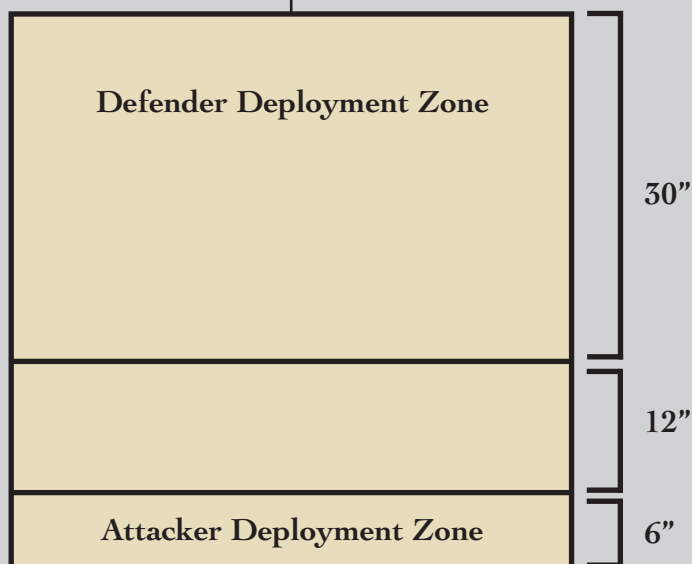 Defender Deployment Zone
30”
12”
Attacker Deployment Zone
6”